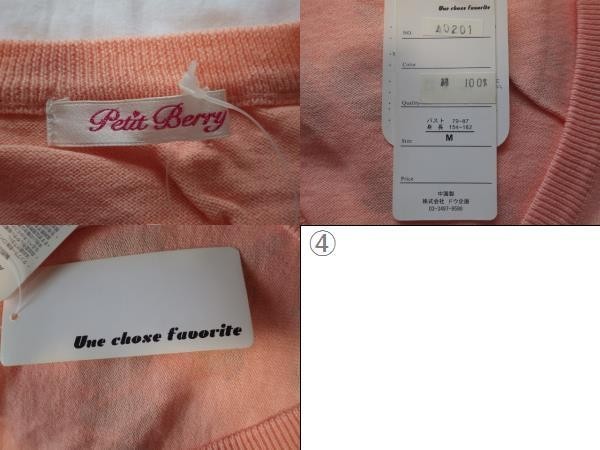 Petit Berry
Une chose favorite
NO. A0201
Color
綿 100%
Quality
バスト 79-87
身 長 154-162
Size M
Price
中国製
株式会社 ドウ企画
03-3497-9596
Une chose favorite
④